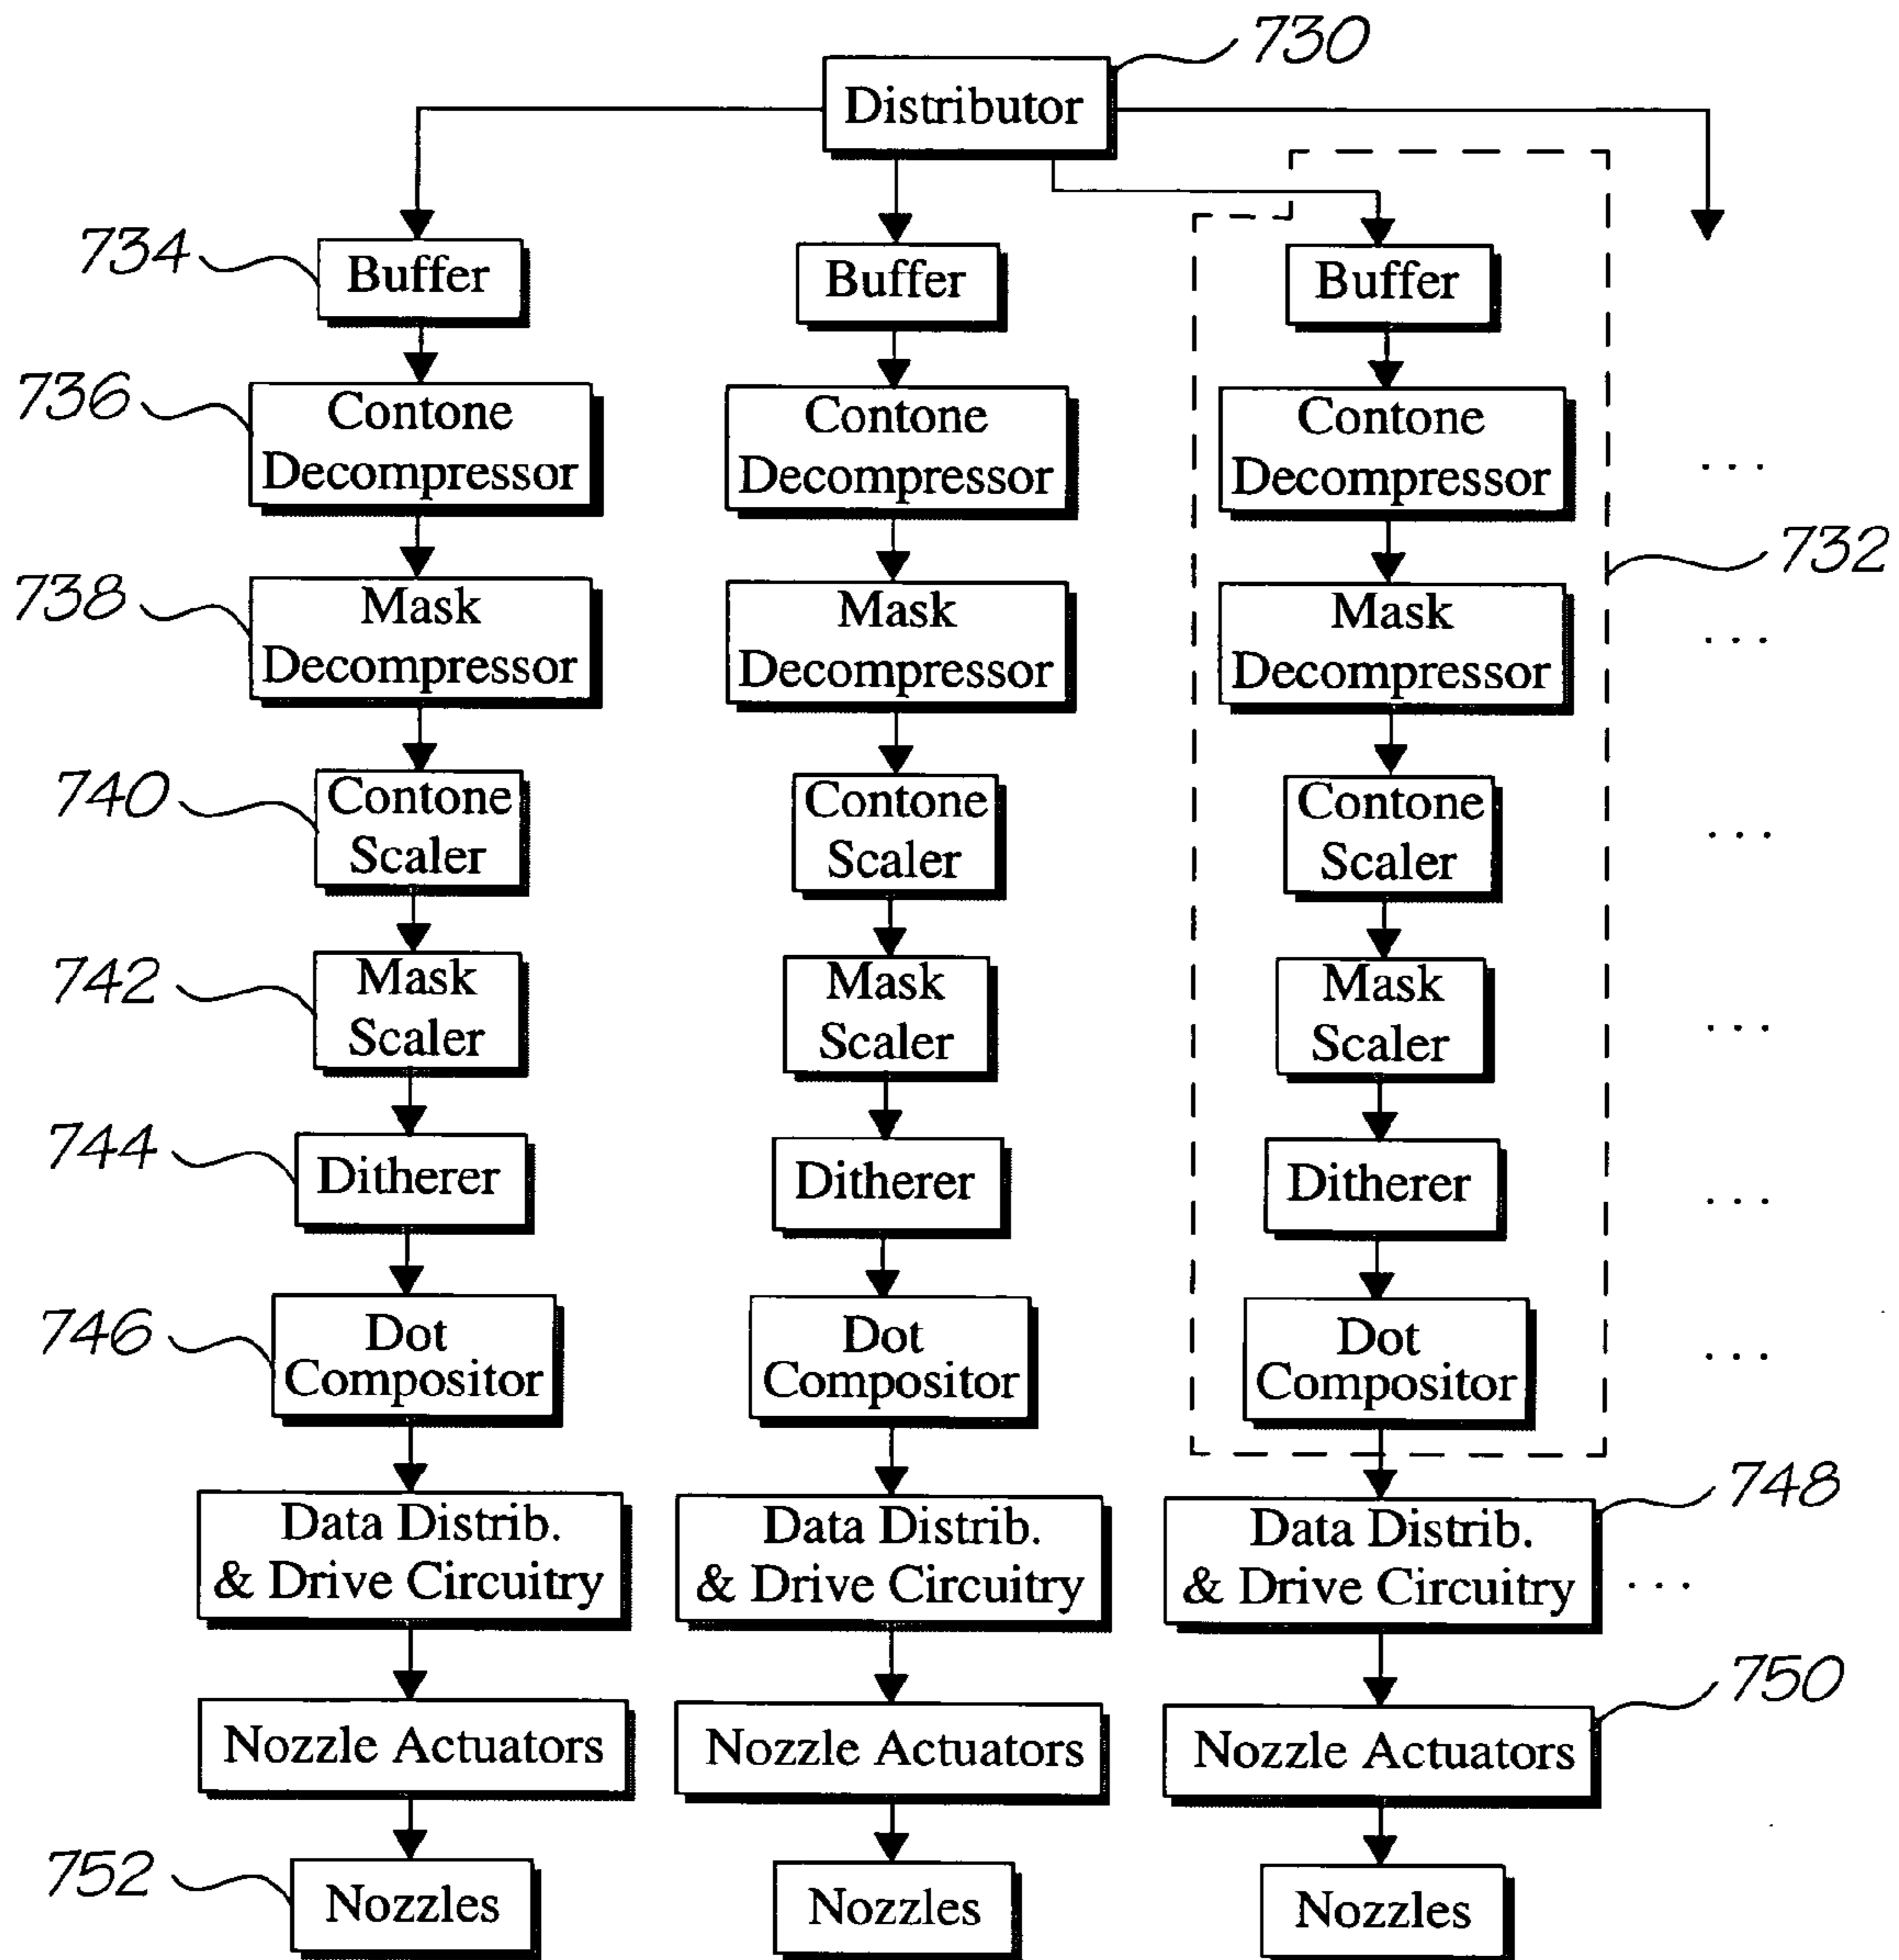 730
Distributor
734
Buffer
Buffer
Buffer
736
Contone
Decompressor
Contone
Decompressor
Contone
Decompressor
...
732
738
Mask
Decompressor
Mask
Decompressor
Mask
Decompressor
...
740
Contone
Scaler
Contone
Scaler
Contone
Scaler
...
742
Mask
Scaler
Mask
Scaler
Mask
Scaler
...
744
Ditherer
Ditherer
Ditherer
...
746
Dot
Compositor
Dot
Compositor
Dot
Compositor
...
748
Data Distrib.
& Drive Circuitry
Data Distrib.
& Drive Circuitry
Data Distrib.
& Drive Circuitry
...
750
Nozzle Actuators
Nozzle Actuators
Nozzle Actuators
752
Nozzles
Nozzles
Nozzles